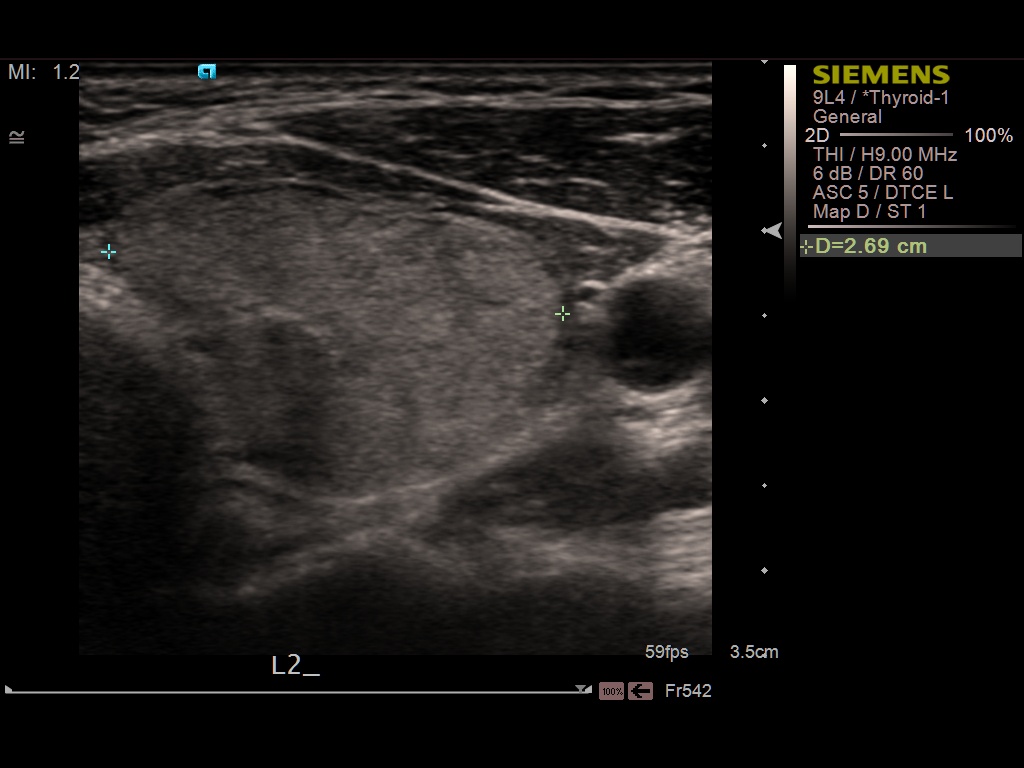 MI: 1.2
SIEMENS
9L4 / *Thyroid-1
General
2D 100%
THI / H9.00 MHz
6 dB / DR 60
ASC 5 / DTCE L
Map D / ST 1
D=2.69 cm
59fps 3.5cm
L2_
100% Fr542